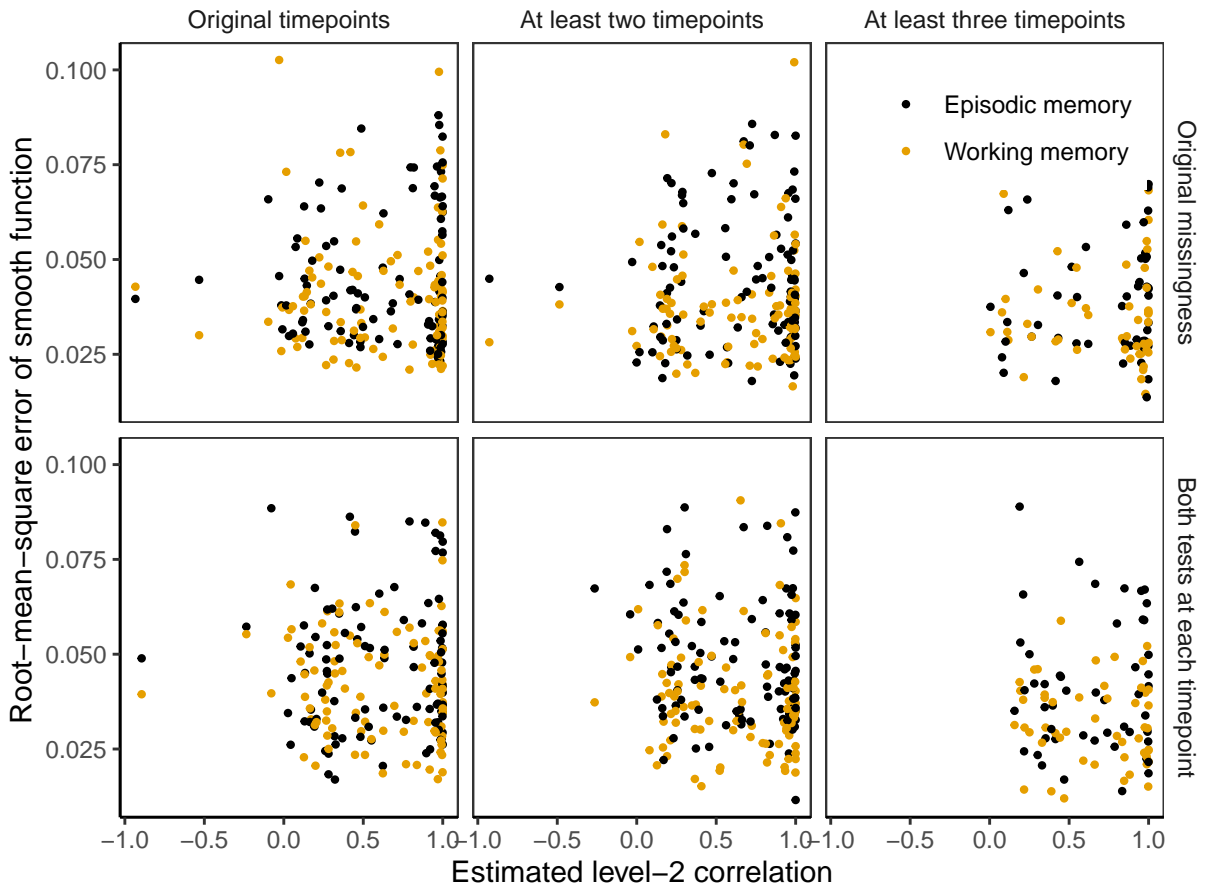 Original timepoints
At least two timepoints
At least three timepoints
Root−mean−square error of smooth function
0.100
0.075
0.050
0.025
Episodic memory
Working memory
Original missingness
0.100
0.075
0.050
0.025
Both tests at each timepoint
−1.0 −0.5 0.0 0.5 1.0
−1.0 −0.5 0.0 0.5 1.0
−1.0 −0.5 0.0 0.5 1.0
Estimated level−2 correlation